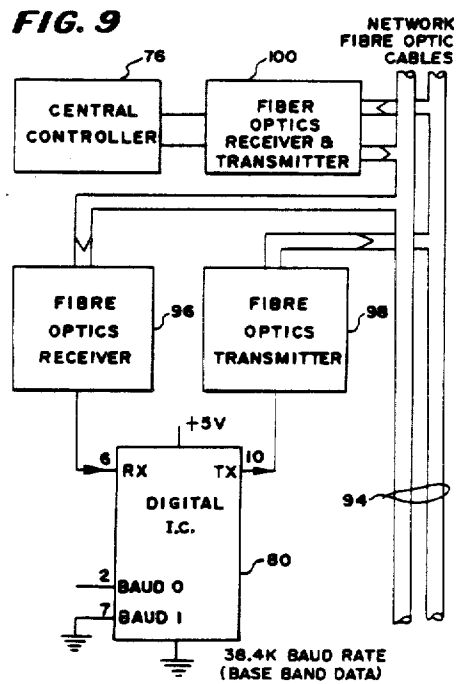 FIG. 9
NETWORK
FIBRE OPTIC
CABLES
76
100
CENTRAL
CONTROLLER
FIBER
OPTICS
RECEIVER &
TRANSMITTER
FIBRE
OPTICS
RECEIVER
96
FIBRE
OPTICS
TRANSMITTER
98
+5V
6
RX
TX
10
DIGITAL
I.C.
94
80
2
BAUD 0
7
BAUD 1
38.4K BAUD RATE
(BASE BAND DATA)